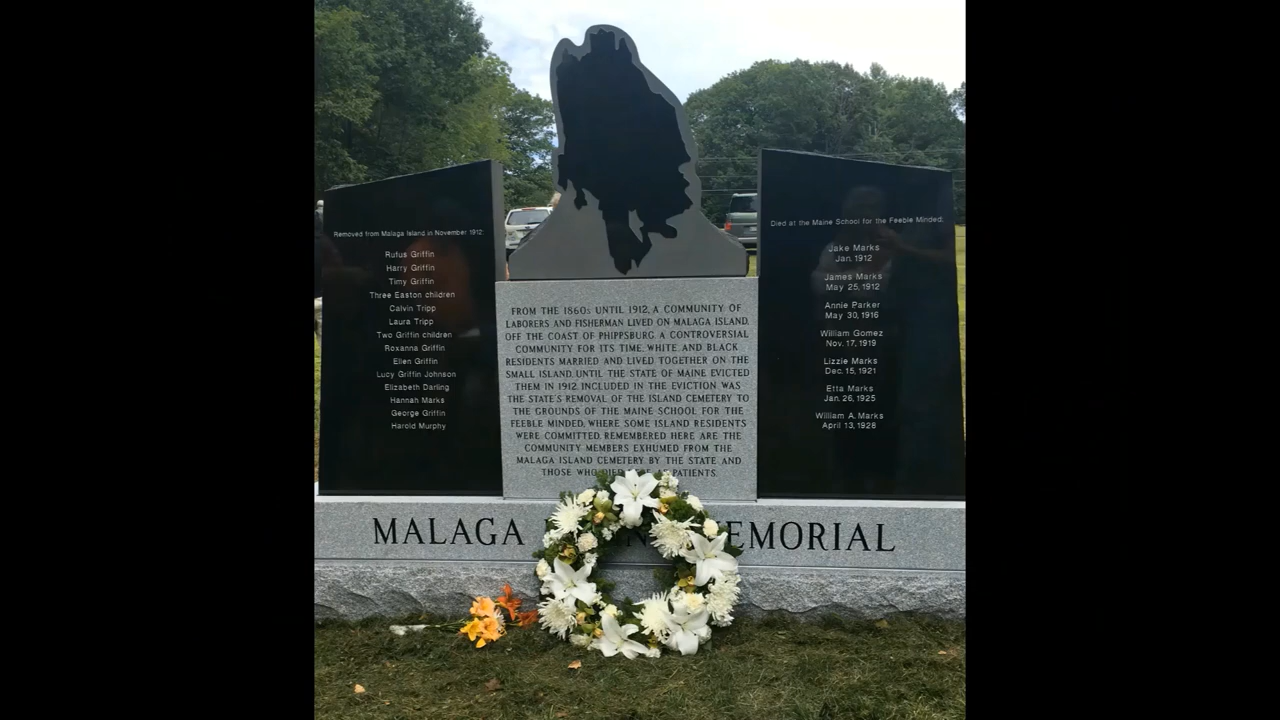 Removed from Malaga Island in November 1912:
Rufus Griffin
Harry Griffin
Timy Griffin
Three Easton children
Calvin Tripp
Laura Tripp
Two Griffin children
Roxanna Griffin
Ellen Griffin
Lucy Griffin Johnson
Elizabeth Darling
Hannah Marks
George Griffin
Harold Murphy
FROM THE 1860s UNTIL 1912, A COMMUNITY OF
LABORERS AND FISHERMAN LIVED ON MALAGA ISLAND,
OFF THE COAST OF PHIPPSBURG. A CONTROVERSIAL
COMMUNITY FOR ITS TIME, WHITE AND BLACK
RESIDENTS MARRIED AND LIVED TOGETHER ON THE
SMALL ISLAND, UNTIL THE STATE OF MAINE EVICTED
THEM IN 1912. INCLUDED IN THE EVICTION WAS
THE STATE'S REMOVAL OF THE ISLAND CEMETERY TO
THE GROUNDS OF THE MAINE SCHOOL FOR THE
FEEBLE MINDED, WHERE SOME ISLAND RESIDENTS
WERE COMMITTED. REMEMBERED HERE ARE THE
COMMUNITY MEMBERS EXHUMED FROM THE
MALAGA ISLAND CEMETERY BY THE STATE AND
THOSE WHO PATIENTS.
Died at the Maine School for the Feeble Minded:
Jake Marks
Jan. 1912
James Marks
May 25, 1912
Annie Parker
May 30, 1916
William Gomez
Nov. 17, 1919
Lizzie Marks
Dec. 15, 1921
Etta Marks
Jan. 26, 1925
William A. Marks
April 13, 1928
MALAGA MEMORIAL